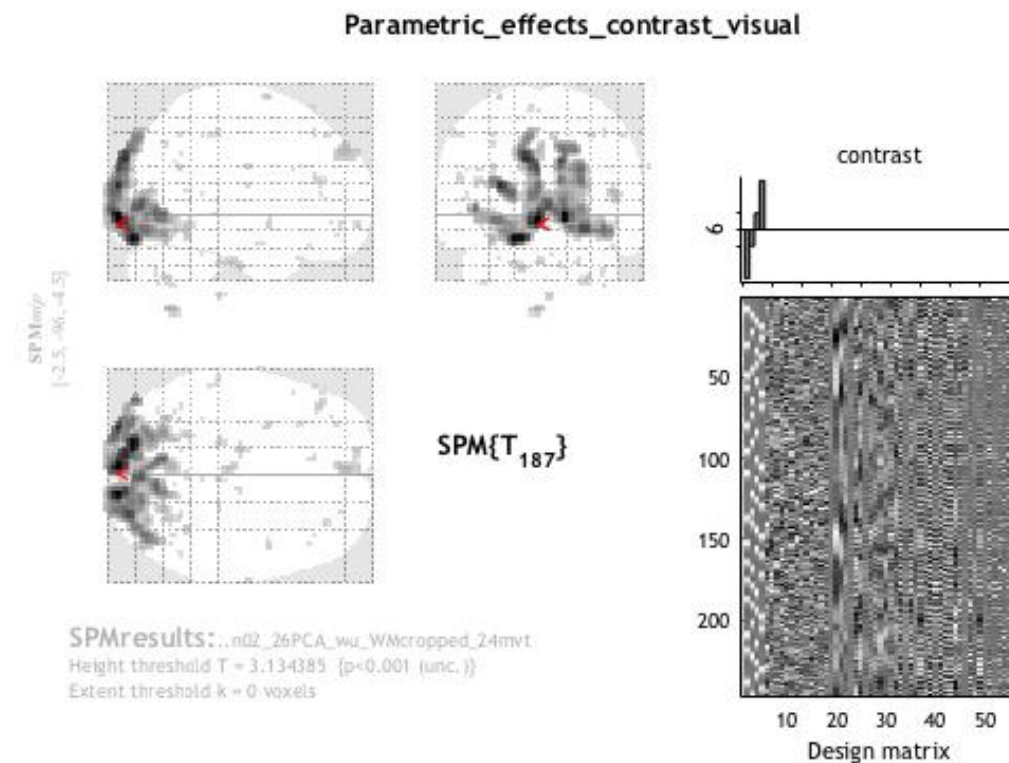 Parametric_effects_contrast_visual
contrast
6
SPMmip
[-2.5, -96, -4.5]
<
<
<
SPM{T187}
50
100
150
200
10 20 30 40 50
Design matrix
SPMresults:..n02_26PCA_wu_WMcropped_24mvt
Height threshold T = 3.134385 {p<0.001 (unc.)}
Extent threshold k = 0 voxels